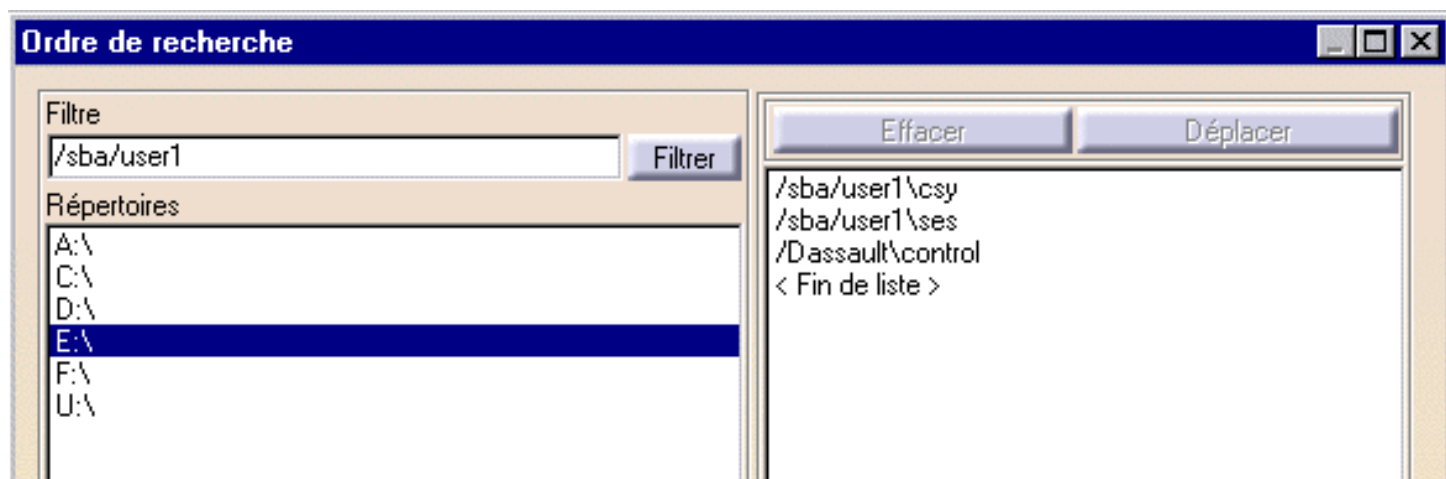 Ordre de recherche
Filtre
/sba/user1
Filtrer
Répertoires
A:\
C:\
D:\
E:\
F:\
U:\
Effacer
Déplacer
/sba/user1\csy
/sba/user1\ses
/Dassault\control
< Fin de liste >